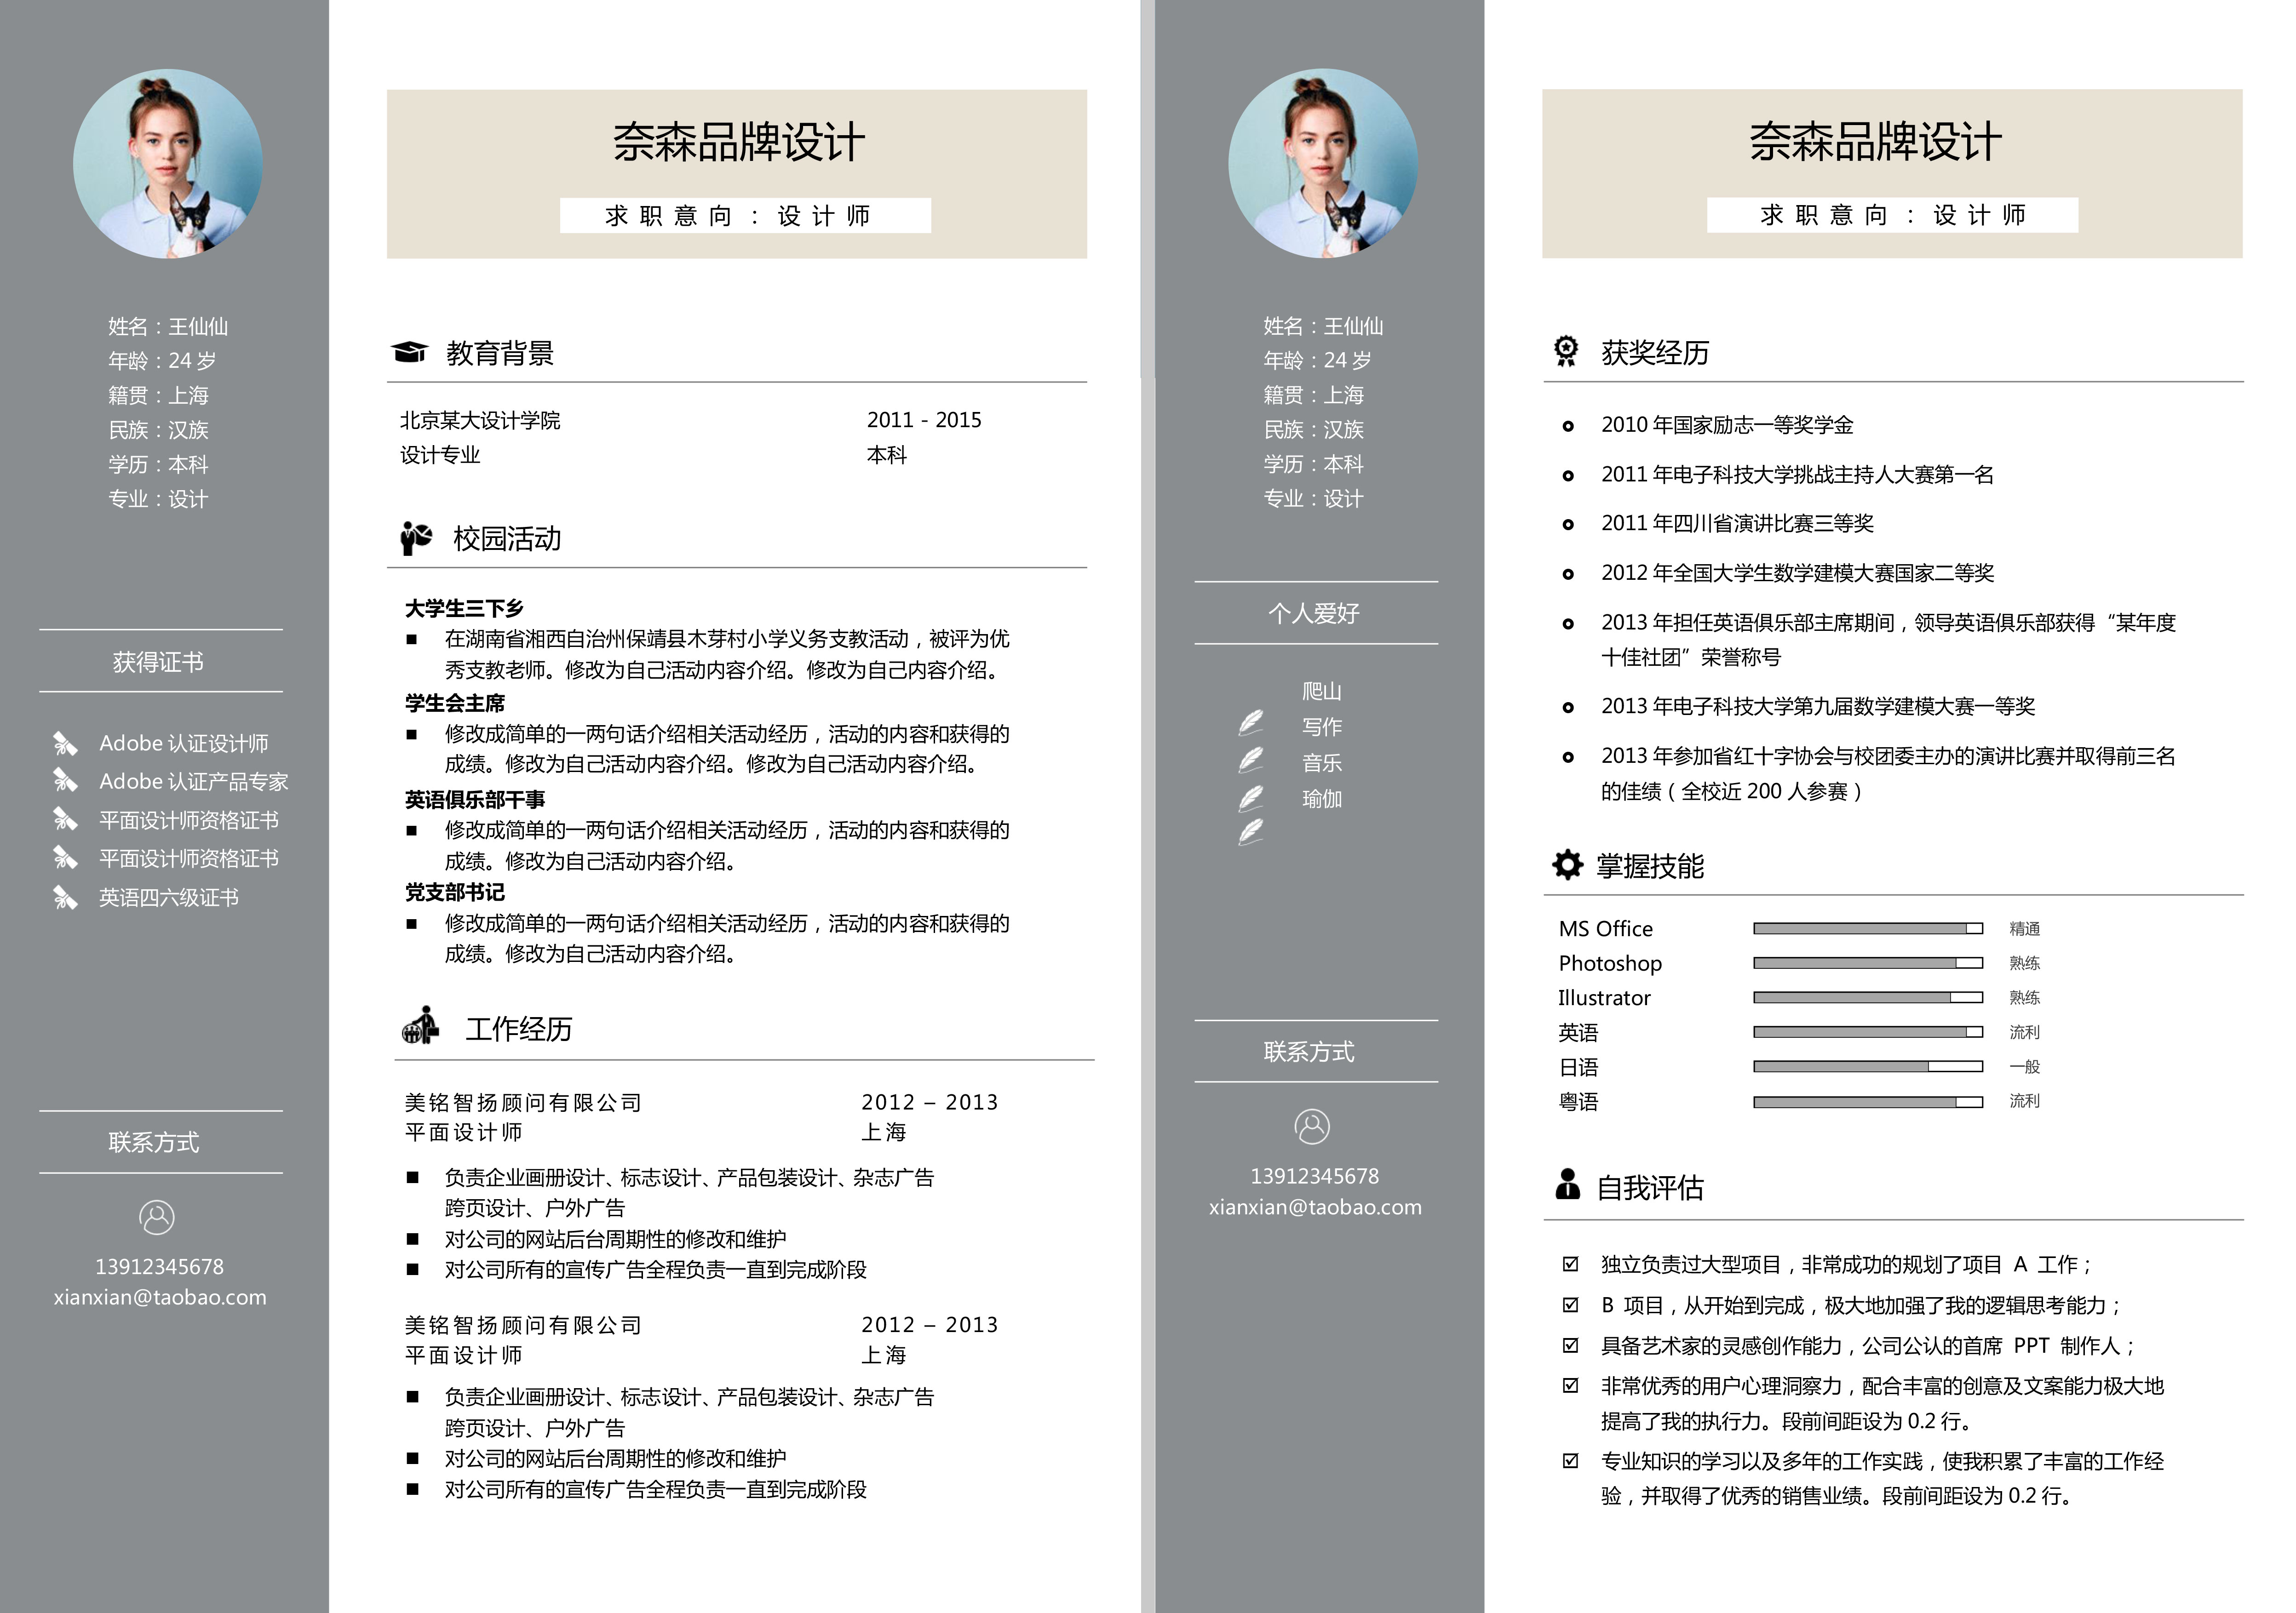 姓名：王仙仙
年龄：24 岁
籍贯：上海
民族：汉族
学历：本科
专业：设计
获得证书
Adobe 认证设计师
Adobe 认证产品专家
平面设计师资格证书
平面设计师资格证书
英语四六级证书
联系方式
13912345678
xianxian@taobao.com
奈森品牌设计
求职意向：设计师
教育背景
北京某大设计学院 2011 - 2015
设计专业 本科
校园活动
大学生三下乡
在湖南省湘西自治州保靖县木芽村小学义务支教活动，被评为优
秀支教老师。修改为自己活动内容介绍。修改为自己内容介绍。
学生会主席
修改成简单的一两句话介绍相关活动经历，活动的内容和获得的
成绩。修改为自己活动内容介绍。修改为自己活动内容介绍。
英语俱乐部干事
修改成简单的一两句话介绍相关活动经历，活动的内容和获得的
成绩。修改为自己活动内容介绍。
党支部书记
修改成简单的一两句话介绍相关活动经历，活动的内容和获得的
成绩。修改为自己活动内容介绍。
工作经历
美铭智扬顾问有限公司 2012 – 2013
平面设计师 上海
负责企业画册设计、标志设计、产品包装设计、杂志广告
跨页设计、户外广告
对公司的网站后台周期性的修改和维护
对公司所有的宣传广告全程负责一直到完成阶段
美铭智扬顾问有限公司 2012 – 2013
平面设计师 上海
负责企业画册设计、标志设计、产品包装设计、杂志广告
跨页设计、户外广告
对公司的网站后台周期性的修改和维护
对公司所有的宣传广告全程负责一直到完成阶段
姓名：王仙仙
年龄：24 岁
籍贯：上海
民族：汉族
学历：本科
专业：设计
个人爱好
爬山
写作
音乐
瑜伽
联系方式
13912345678
xianxian@taobao.com
奈森品牌设计
求职意向：设计师
获奖经历
2010 年国家励志一等奖学金
2011 年电子科技大学挑战主持人大赛第一名
2011 年四川省演讲比赛三等奖
2012 年全国大学生数学建模大赛国家二等奖
2013 年担任英语俱乐部主席期间，领导英语俱乐部获得“某年度
十佳社团”荣誉称号
2013 年电子科技大学第九届数学建模大赛一等奖
2013 年参加省红十字协会与校团委主办的演讲比赛并取得前三名
的佳绩（全校近 200 人参赛）
掌握技能
MS Office 精通
Photoshop 熟练
Illustrator 熟练
英语 流利
日语 一般
粤语 流利
自我评估
独立负责过大型项目，非常成功的规划了项目 A 工作；
B 项目，从开始到完成，极大地加强了我的逻辑思考能力；
具备艺术家的灵感创作能力，公司公认的首席 PPT 制作人；
非常优秀的用户心理洞察力，配合丰富的创意及文案能力极大地
提高了我的执行力。段前间距设为 0.2 行。
专业知识的学习以及多年的工作实践，使我积累了丰富的工作经
验，并取得了优秀的销售业绩。段前间距设为 0.2 行。